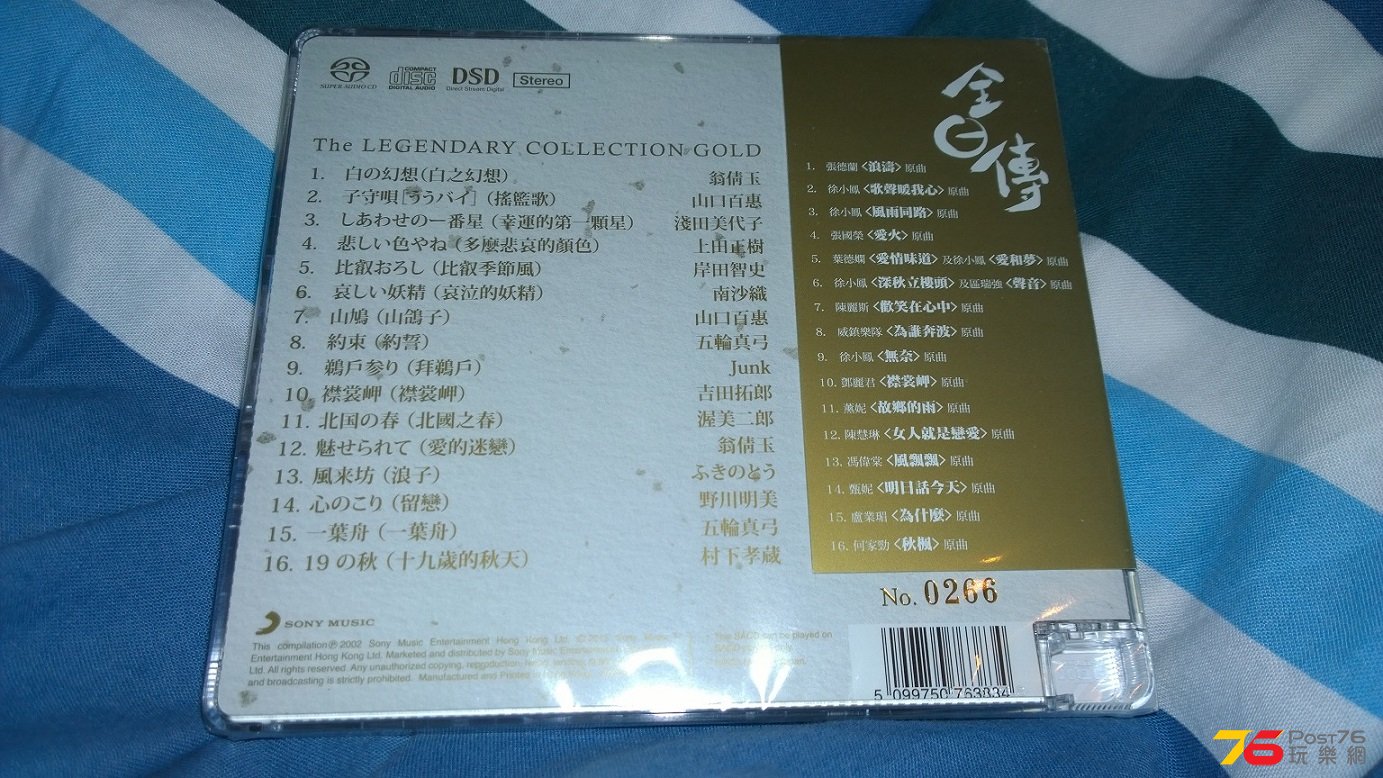 SUPER AUDIO CD
COMPACT
disc
DIGITAL AUDIO
DSD
Direct Stream Digital
Stereo
The LEGENDARY COLLECTION GOLD
1. 白の幻想(白之幻想) 翁倩玉
2. 子守唄[ララバイ] (搖籃歌) 山口百惠
3. しあわせの一番星 (幸運的第一顆星) 淺田美代子
4. 悲しい色やね (多麼悲哀的顏色) 上田正樹
5. 比叡おろし (比叡季節風) 岸田智史
6. 哀しい妖精 (哀泣的妖精) 南沙織
7. 山鳩 (山鴿子) 山口百惠
8. 約束 (約誓) 五輪真弓
9. 鵜戶參り (拜鵜戶) Junk
10. 襟裳岬 (襟裳岬) 吉田拓郎
11. 北国の春 (北國之春) 渥美二郎
12. 魅せられて (愛的迷戀) 翁倩玉
13. 風来坊 (浪子) ふきのとう
14. 心のこり (留戀) 野川明美
15. 一葉舟 (一葉舟) 五輪真弓
16. 19の秋 (十九歲的秋天) 村下孝蔵
全日傳
1. 張德蘭〈浪濤〉原曲
2. 徐小鳳〈歌聲暖我心〉原曲
3. 徐小鳳〈風雨同路〉原曲
4. 張國榮〈愛火〉原曲
5. 葉德嫻〈愛情味道〉及徐小鳳〈愛和夢〉原曲
6. 徐小鳳〈深秋立樓頭〉及區瑞強〈聲音〉原曲
7. 陳麗斯〈歡笑在心中〉原曲
8. 威鎮樂隊〈為誰奔波〉原曲
9. 徐小鳳〈無奈〉原曲
10. 鄧麗君〈襟裳岬〉原曲
11. 薰妮〈故鄉的雨〉原曲
12. 陳慧琳〈女人就是戀愛〉原曲
13. 馮偉棠〈風飄飄〉原曲
14. 甄妮〈明日話今天〉原曲
15. 盧業瑂〈為什麼〉原曲
16. 何家勁〈秋楓〉原曲
No. 0266
SONY MUSIC
This compilation ℗ 2002 Sony Music Entertainment Hong Kong Ltd.
Entertainment Hong Kong Ltd. Marketed and distributed by Sony Music
Ltd. All rights reserved. Any unauthorized copying, reproduction,
and broadcasting is strictly prohibited. Manufactured and Printed in
This SACD can be played on
5 099750 763834
76 Post76
玩樂網